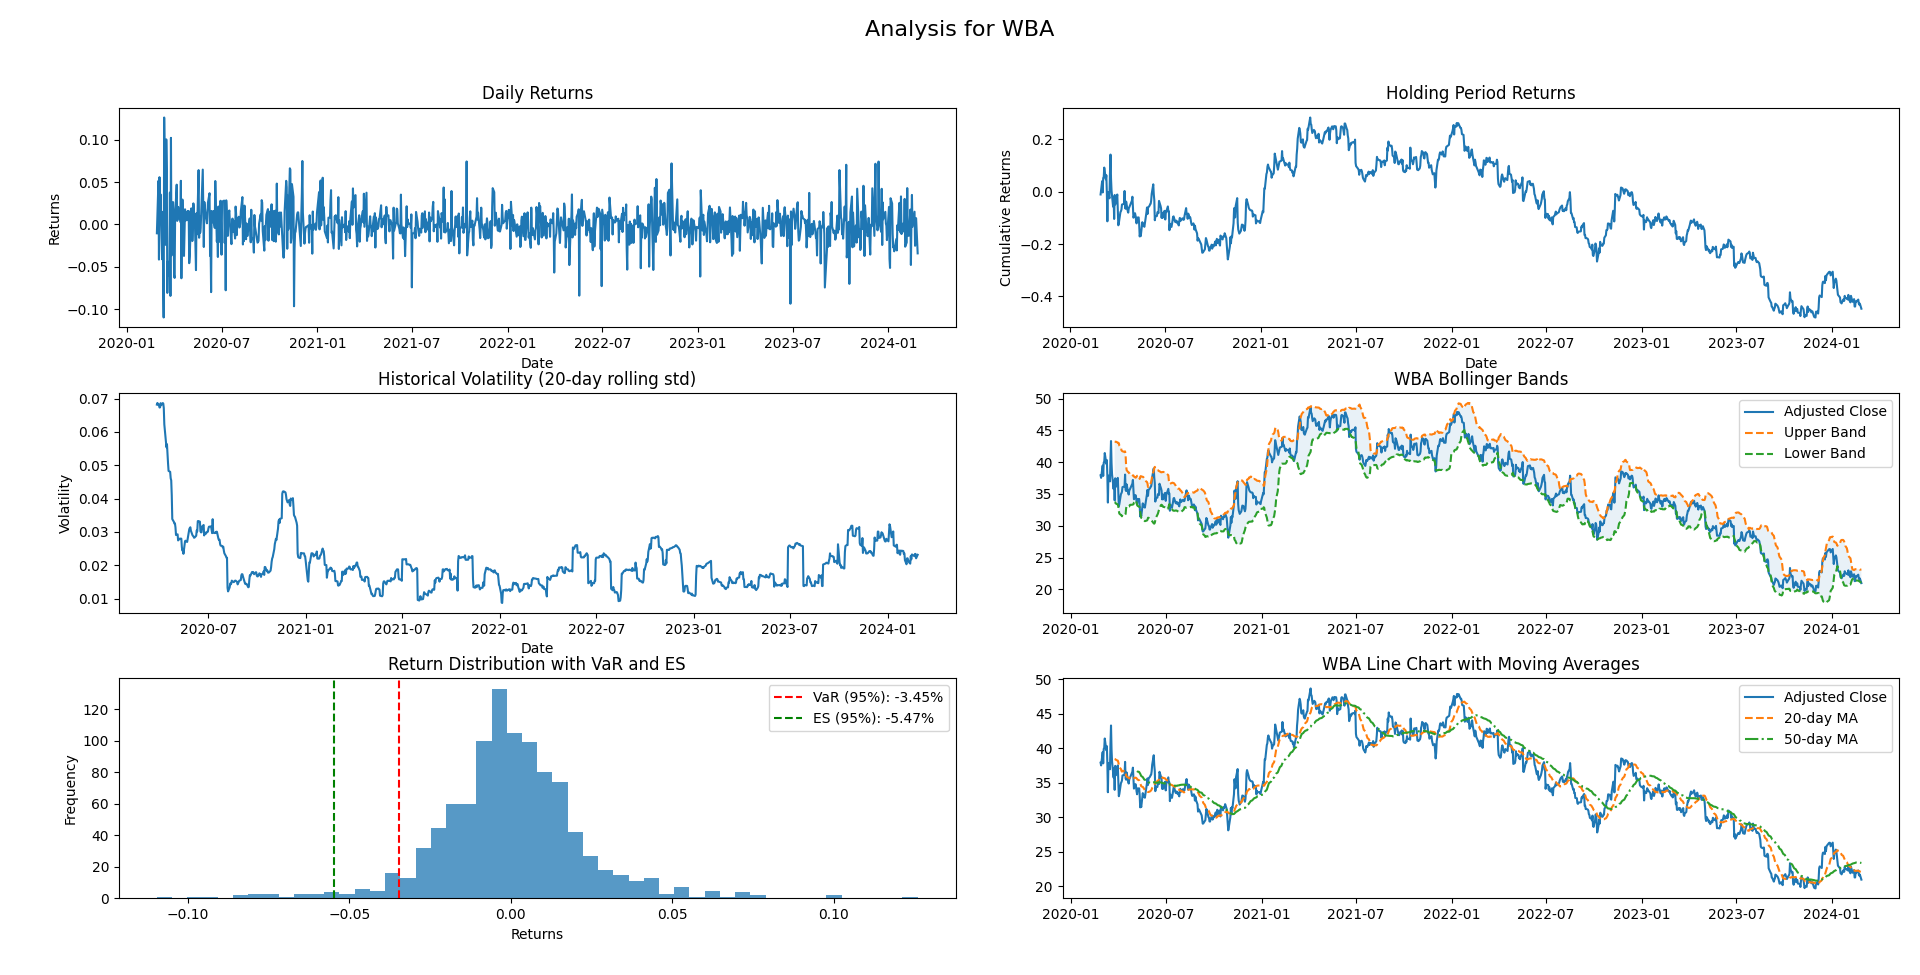 Analysis for WBA
Daily Returns
Returns
0.10
0.05
0.00
−0.05
−0.10
2020-01 2020-07 2021-01 2021-07 2022-01 2022-07 2023-01 2023-07 2024-01
Date
Holding Period Returns
Cumulative Returns
0.2
0.0
−0.2
−0.4
2020-01 2020-07 2021-01 2021-07 2022-01 2022-07 2023-01 2023-07 2024-01
Date
Historical Volatility (20-day rolling std)
Volatility
0.07
0.06
0.05
0.04
0.03
0.02
0.01
2020-07 2021-01 2021-07 2022-01 2022-07 2023-01 2023-07 2024-01
Date
WBA Bollinger Bands
50
45
40
35
30
25
20
Adjusted Close
Upper Band
Lower Band
2020-01 2020-07 2021-01 2021-07 2022-01 2022-07 2023-01 2023-07 2024-01
Return Distribution with VaR and ES
Frequency
120
100
80
60
40
20
0
VaR (95%): -3.45%
ES (95%): -5.47%
−0.10 −0.05 0.00 0.05 0.10
Returns
WBA Line Chart with Moving Averages
50
45
40
35
30
25
20
Adjusted Close
20-day MA
50-day MA
2020-01 2020-07 2021-01 2021-07 2022-01 2022-07 2023-01 2023-07 2024-01